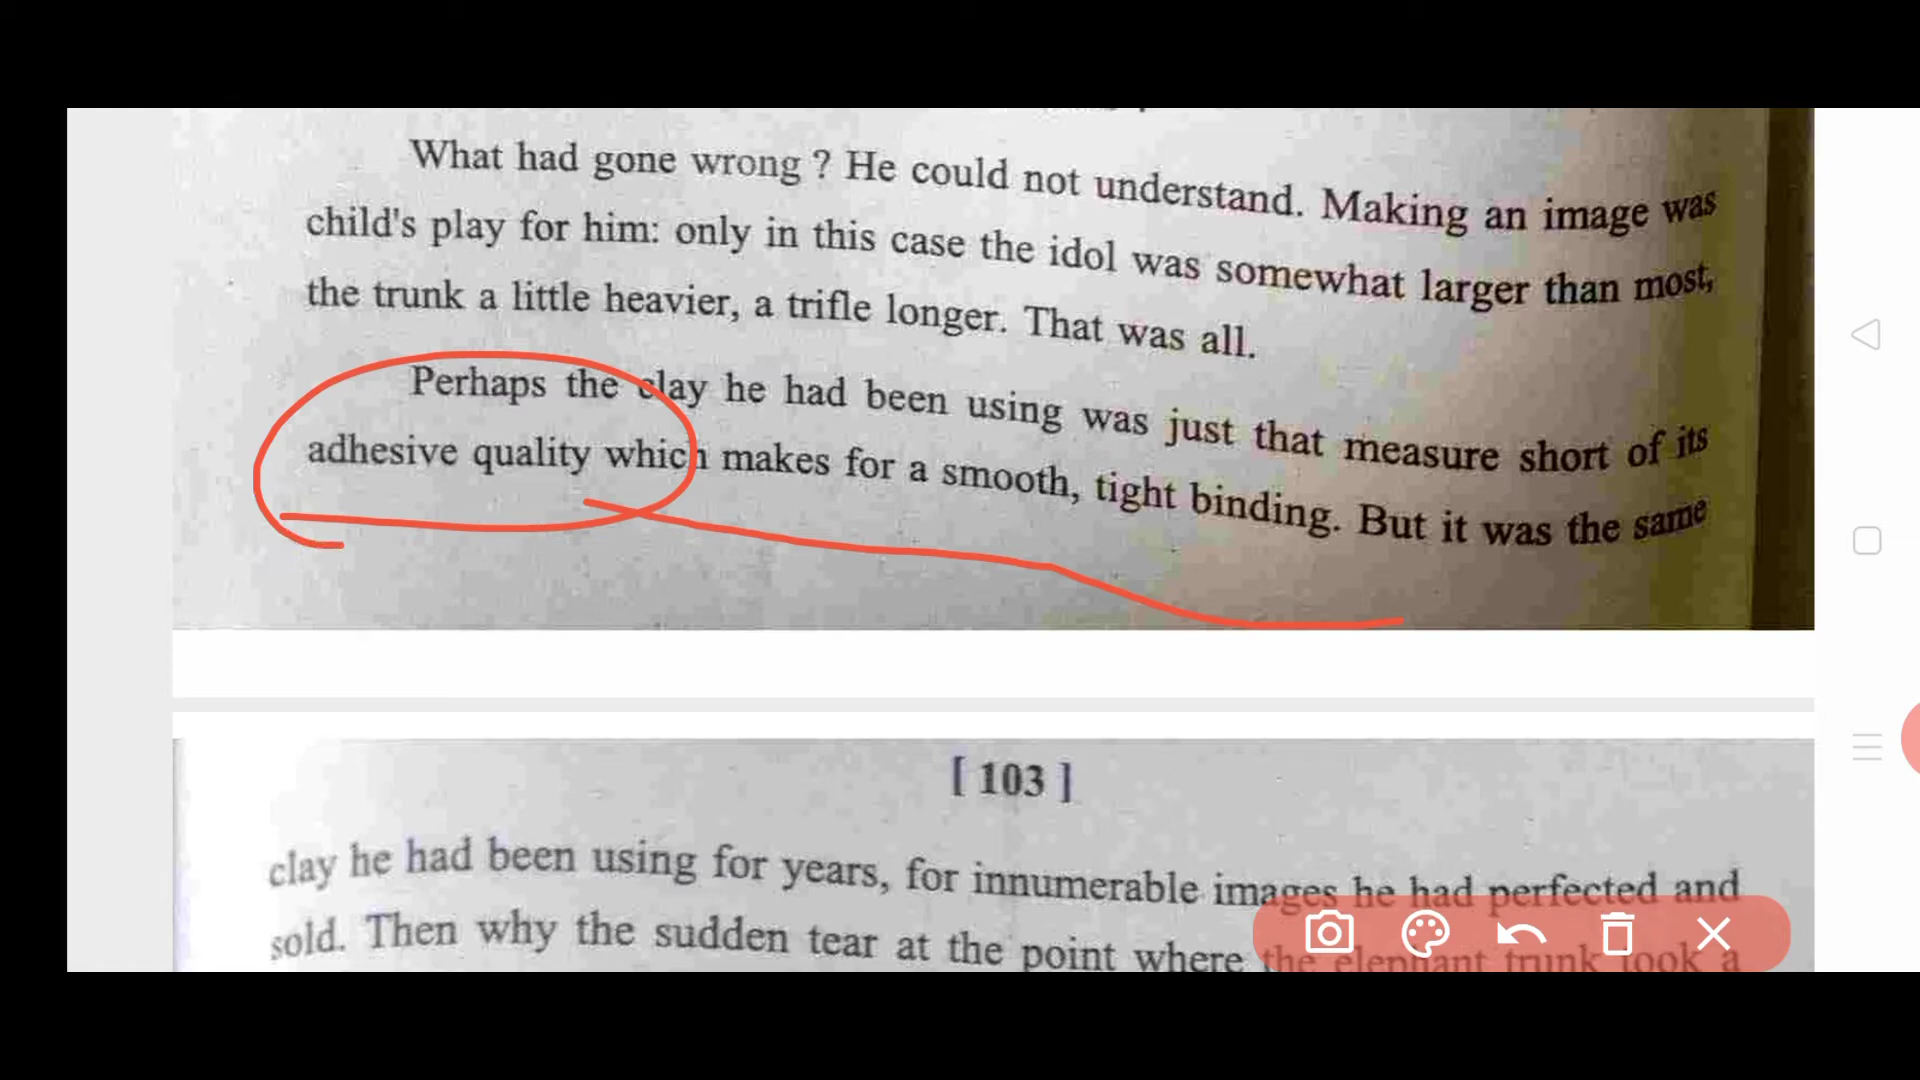 What had gone wrong ? He could not understand. Making an image was
child's play for him: only in this case the idol was somewhat larger than most,
the trunk a little heavier, a trifle longer. That was all.
Perhaps the clay he had been using was just that measure short of its
adhesive quality which makes for a smooth, tight binding. But it was the same
[ 103 ]
clay he had been using for years, for innumerable images he had perfected and
sold. Then why the sudden tear at the point where the elephant trunk took a